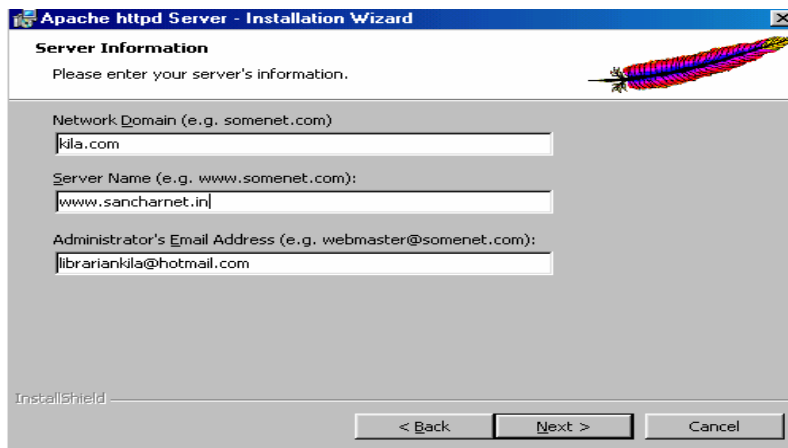 Apache httpd Server - Installation Wizard
Server Information
Please enter your server's information.
Network Domain (e.g. somenet.com)
kila.com
Server Name (e.g. www.somenet.com):
www.sancharnet.in
Administrator's Email Address (e.g. webmaster@somenet.com):
librariankila@hotmail.com
InstallShield
< Back Next > Cancel